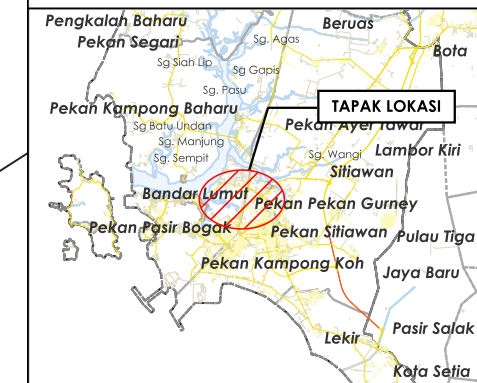 Pengkalah Baharu
Beruas
Sg. Agas
Pekan Segari
Bota
Sg Siah Lip
Sg Gapis
Sg. Pasu
TAPAK LOKASI
Pekan Kampong Baharu
Pekan Ayer Tawar
Sg Batu Undan
Sg. Manjung
Lambor Kiri
Sg. Sempit
Sg. Wangi
Sitiawan
Bandar Lumut
Pekan Pekan Gurney
Pekan Pasir Bogak
Pekan Sitiawan
Pulau Tiga
Pekan Kampong Koh
Jaya Baru
Pasir Salak
Lekir
Kota Setia